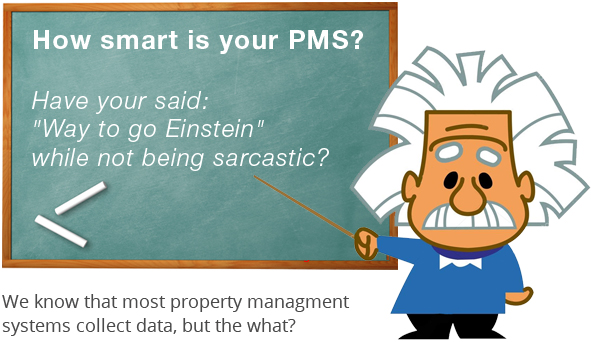 How smart is your PMS?
Have your said:
"Way to go Einstein"
while not being sarcastic?
We know that most property managment
systems collect data, but the what?